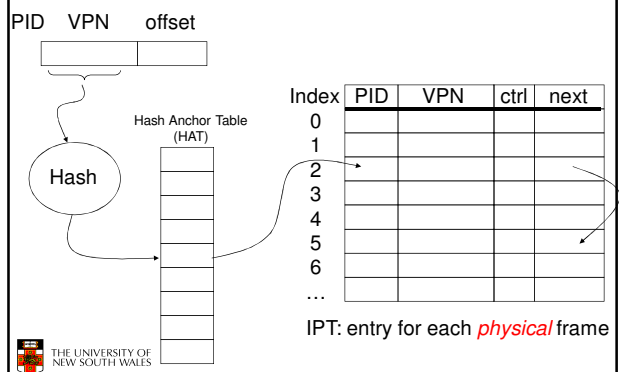 PID VPN offset
Hash Anchor Table
(HAT)
Hash
Index PID VPN ctrl next
0
1
2
3
4
5
6
…
IPT: entry for each physical frame
THE UNIVERSITY OF
NEW SOUTH WALES